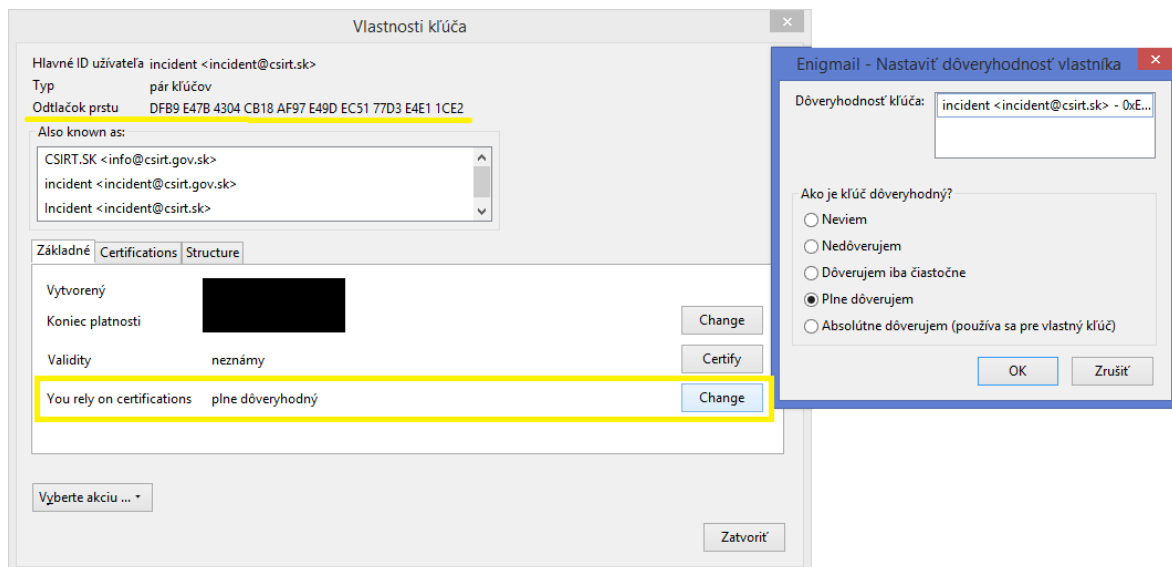 Vlastnosti kľúča
Hlavné ID užívateľa incident <incident@csirt.sk>
Typ pár kľúčov
Odtlačok prstu DFB9 E47B 4304 CB18 AF97 E49D EC51 77D3 E4E1 1CE2
Also known as:
CSIRT.SK <info@csirt.gov.sk>
incident <incident@csirt.gov.sk>
Incident <incident@csirt.sk>
Základné Certifications Structure
Vytvorený
Koniec platnosti Change
Validity neznámy Certify
You rely on certifications plne dôveryhodný Change
Vyberte akciu ...
Zatvoriť
Enigmail - Nastaviť dôveryhodnosť vlastníka
Dôveryhodnosť kľúča: incident <incident@csirt.sk> - 0xE...
Ako je kľúč dôveryhodný?
Neviem
Nedôverujem
Dôverujem iba čiastočne
Plne dôverujem
Absolútne dôverujem (používa sa pre vlastný kľúč)
OK Zrušiť